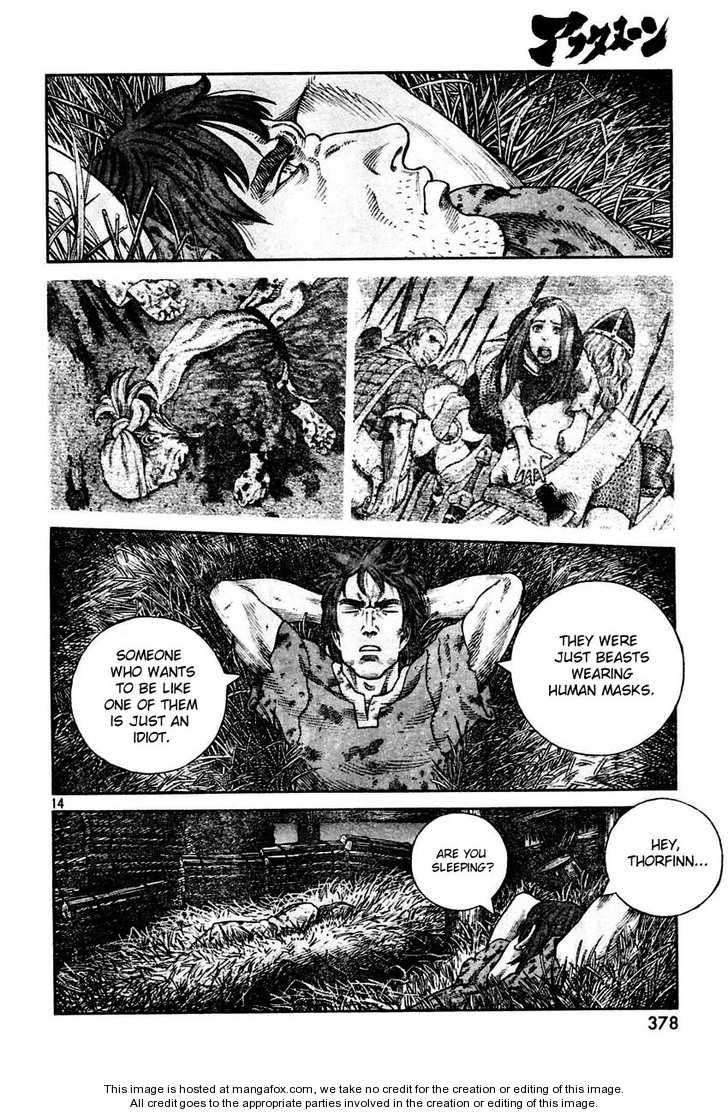 アフタヌーン
THEY WERE
JUST BEASTS
WEARING
HUMAN MASKS.
SOMEONE
WHO WANTS
TO BE LIKE
ONE OF THEM
IS JUST AN
IDIOT.
14
HEY,
THORFINN...
ARE YOU
SLEEPING?
378
This image is hosted at mangafox.com, we take no credit for the creation or editing of this image.
All credit goes to the appropriate parties involved in the creation or editing of this image.